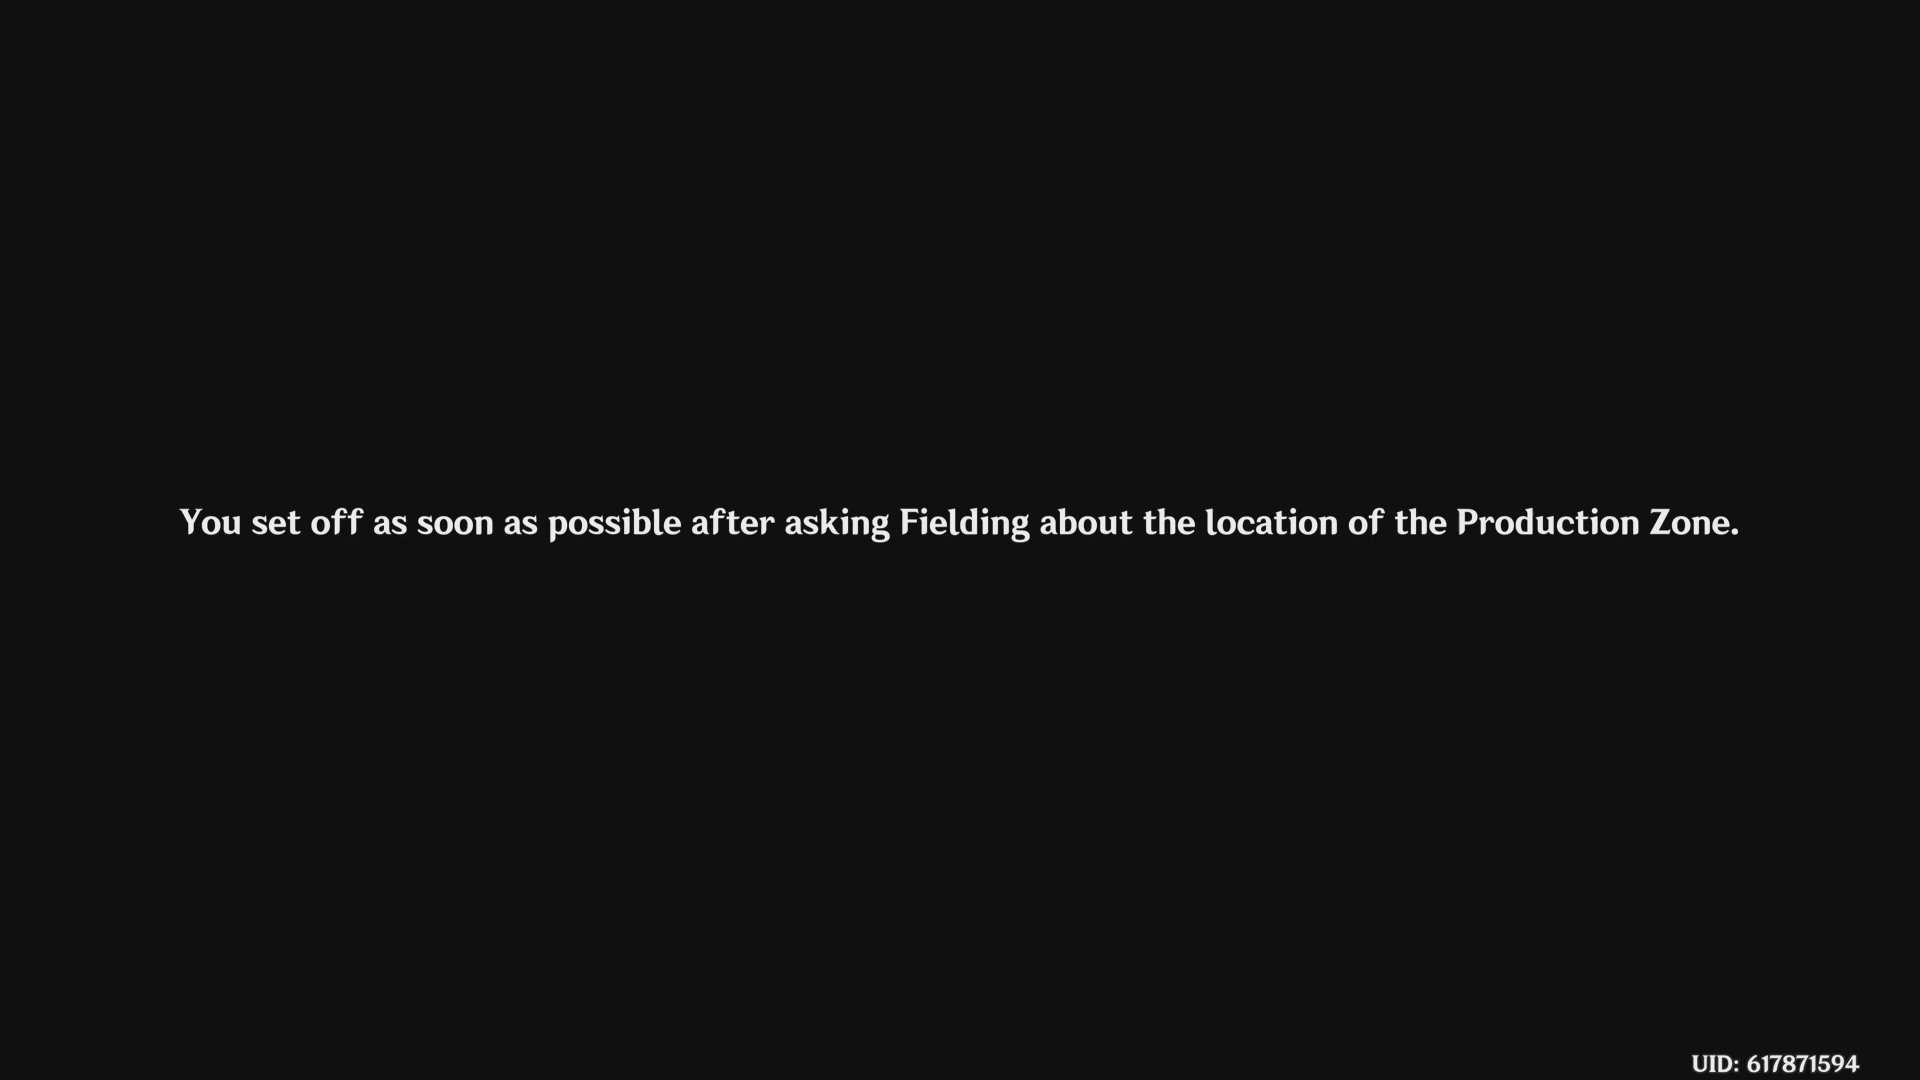 You set off as soon as possible after asking Fielding about the location of the Production Zone.
UID: 617871594